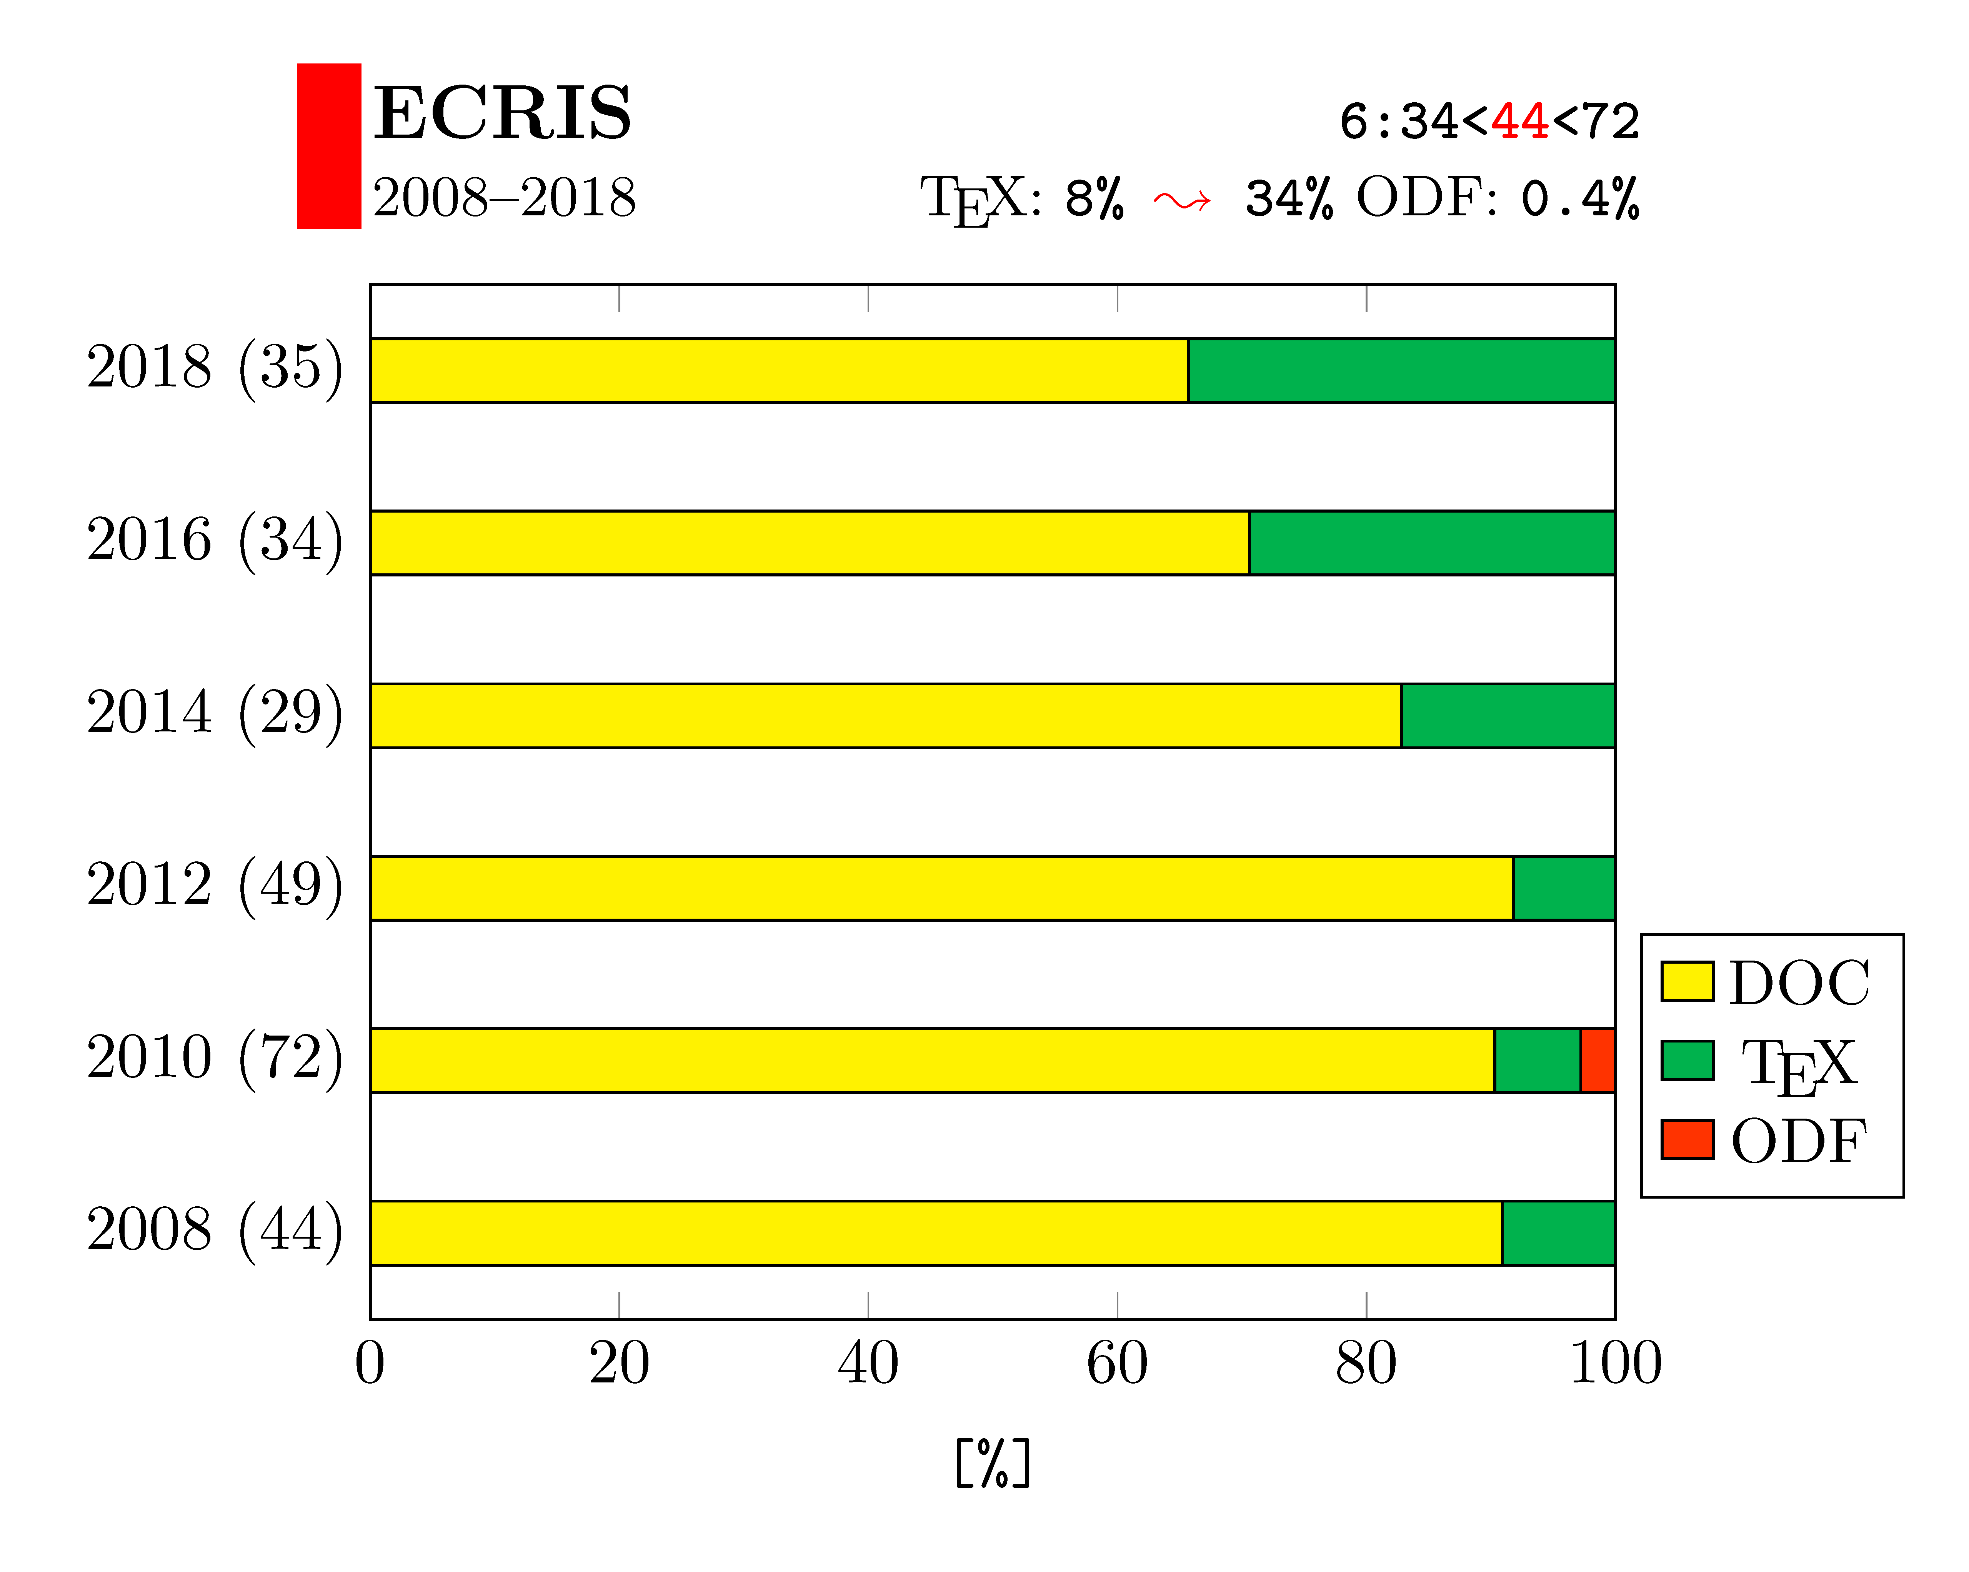 ECRIS
6:34<44<72
2008–2018
TEX: 8% ⇝ 34% ODF: 0.4%
2018 (35)
2016 (34)
2014 (29)
2012 (49)
2010 (72)
2008 (44)
DOC
TEX
ODF
0 20 40 60 80 100
[%]